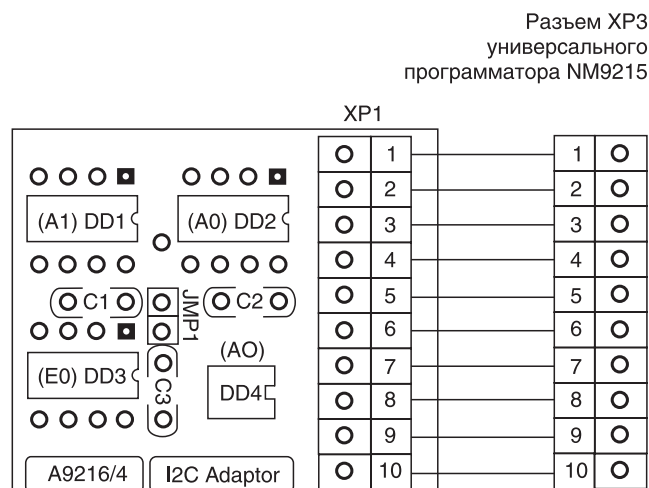 Разъем XP3
универсального
программатора NM9215
XP1
(A1) DD1
(A0) DD2
C1
JMP1
C2
(E0) DD3
C3
(AO)
DD4
A9216/4
I2C Adaptor
1 1
2 2
3 3
4 4
5 5
6 6
7 7
8 8
9 9
10 10